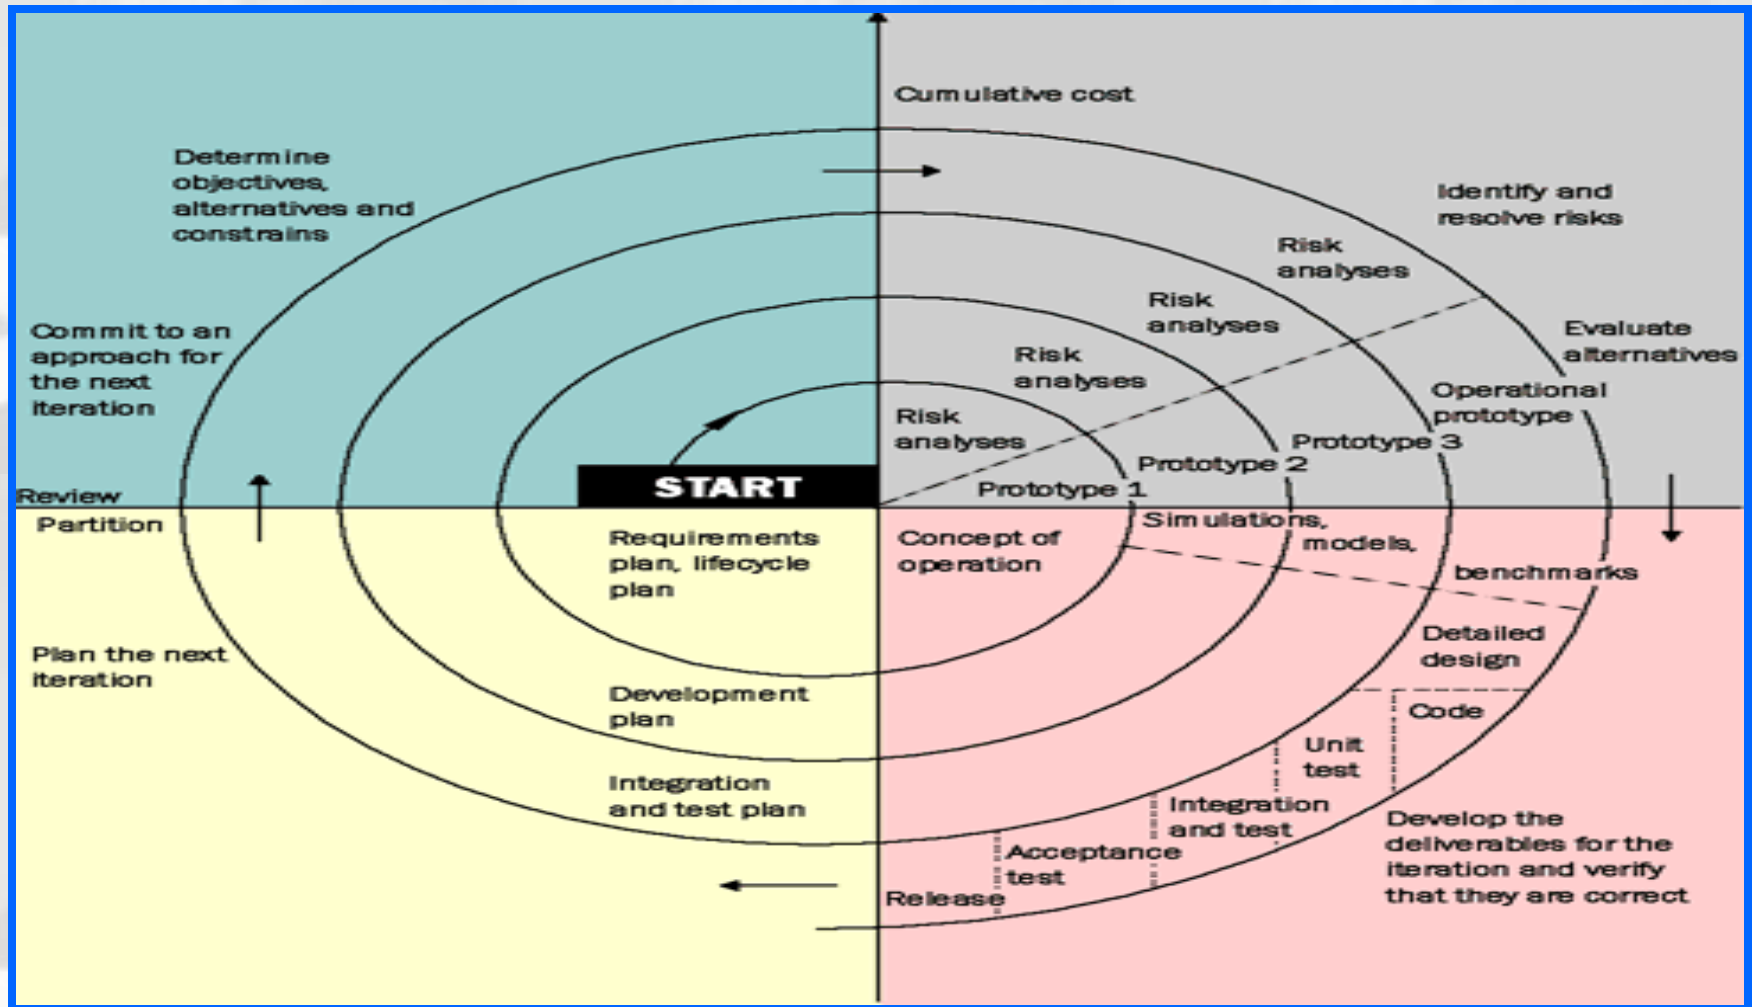 Cumulative cost
Determine
objectives,
alternatives and
constrains
Identify and
resolve risks
Risk
analyses
Risk
analyses
Risk
analyses
Risk
analyses
Commit to an
approach for
the next
iteration
Evaluate
alternatives
Operational
prototype
Prototype 3
Prototype 2
Prototype 1
START
Review
Partition
Requirements
plan, lifecycle
plan
Concept of
operation
Simulations,
models,
benchmarks
Plan the next
iteration
Development
plan
Integration
and test plan
Detailed
design
Code
Unit
test
Integration
and test
Acceptance
test
Release
Develop the
deliverables for the
iteration and verify
that they are correct